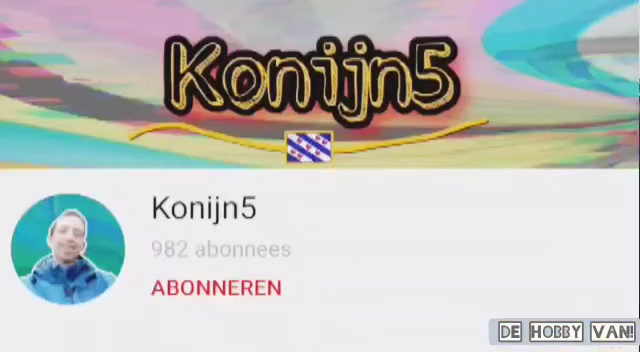 Konijn5
Konijn5
982 abonnees
ABONNEREN
DE HOBBY VAN!